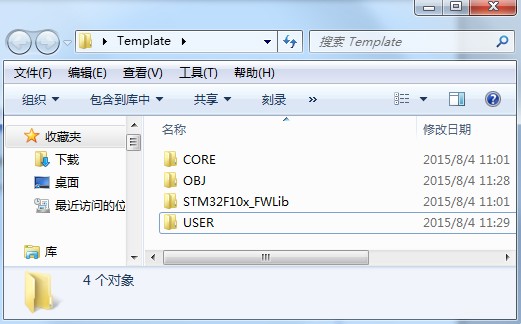 Template
搜索 Template
文件(F) 编辑(E) 查看(V) 工具(T) 帮助(H)
组织 包含到库中 共享 刻录 »
收藏夹
下载
桌面
最近访问的位
库
名称 修改日期
CORE 2015/8/4 11:01
OBJ 2015/8/4 11:28
STM32F10x_FWLib 2015/8/4 11:01
USER 2015/8/4 11:29
4 个对象